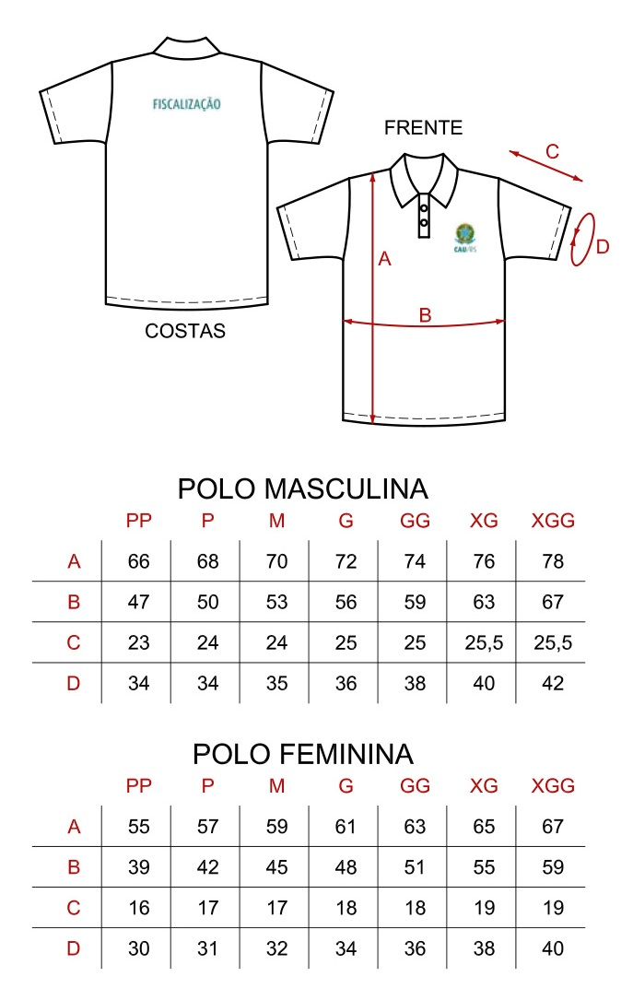 FISCALIZAÇÃO
COSTAS
FRENTE
C
D
A
B
CAU/RS
POLO MASCULINA
PP P M G GG XG XGG
A 66 68 70 72 74 76 78
B 47 50 53 56 59 63 67
C 23 24 24 25 25 25,5 25,5
D 34 34 35 36 38 40 42
POLO FEMININA
PP P M G GG XG XGG
A 55 57 59 61 63 65 67
B 39 42 45 48 51 55 59
C 16 17 17 18 18 19 19
D 30 31 32 34 36 38 40